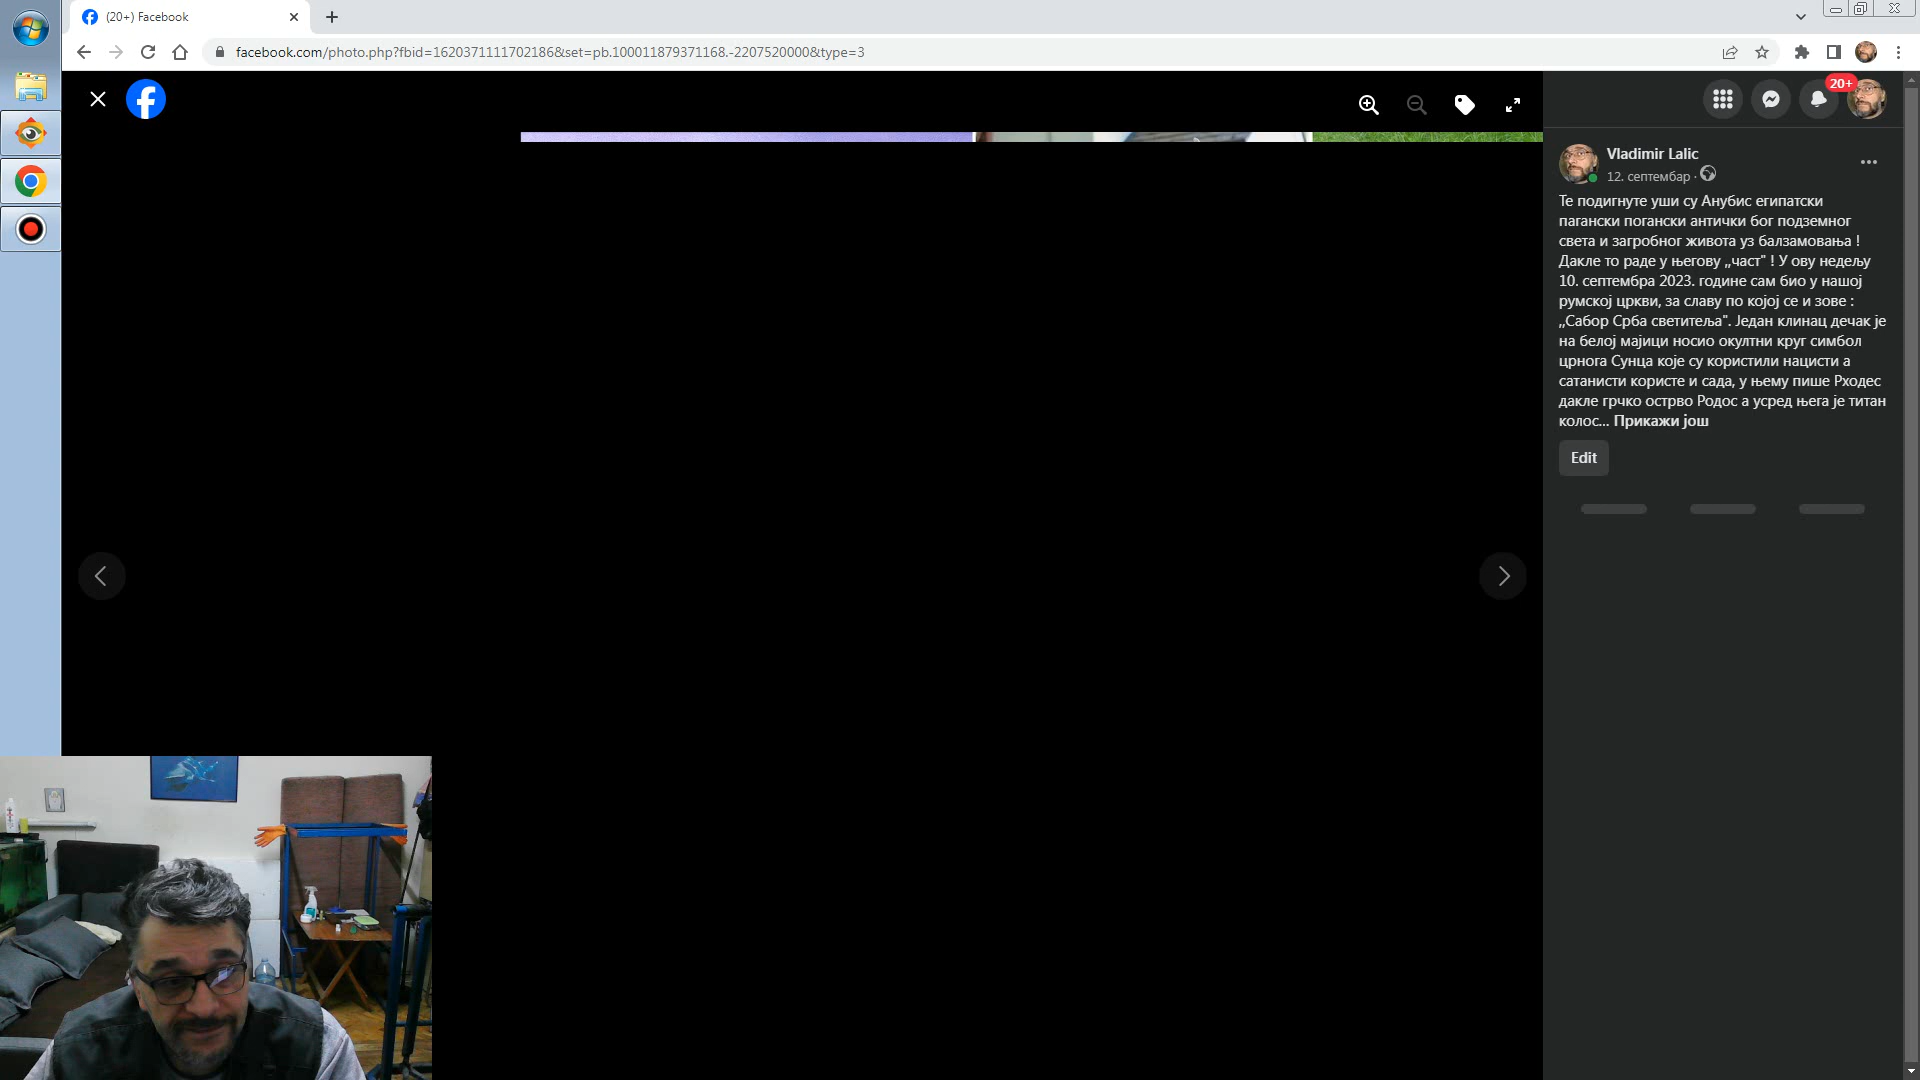 (20+) Facebook
facebook.com/photo.php?fbid=1620371111702186&set=pb.100011879371168.-2207520000&type=3
20+
Vladimir Lalic
12. септембар ·
Те подигнуте уши су Анубис египатски
пагански погански антички бог подземног
света и загробног живота уз балзамовања !
Дакле то раде у његову ,,част" ! У ову недељу
10. септембра 2023. године сам био у нашој
румској цркви, за славу по којој се и зове :
,,Сабор Срба светитеља". Један клинац дечак је
на белој мајици носио окултни круг симбол
црнога Сунца које су користили нацисти а
сатанисти користе и сада, у њему пише Рходес
дакле грчко острво Родос а усред њега је титан
колос... Прикажи још
Edit